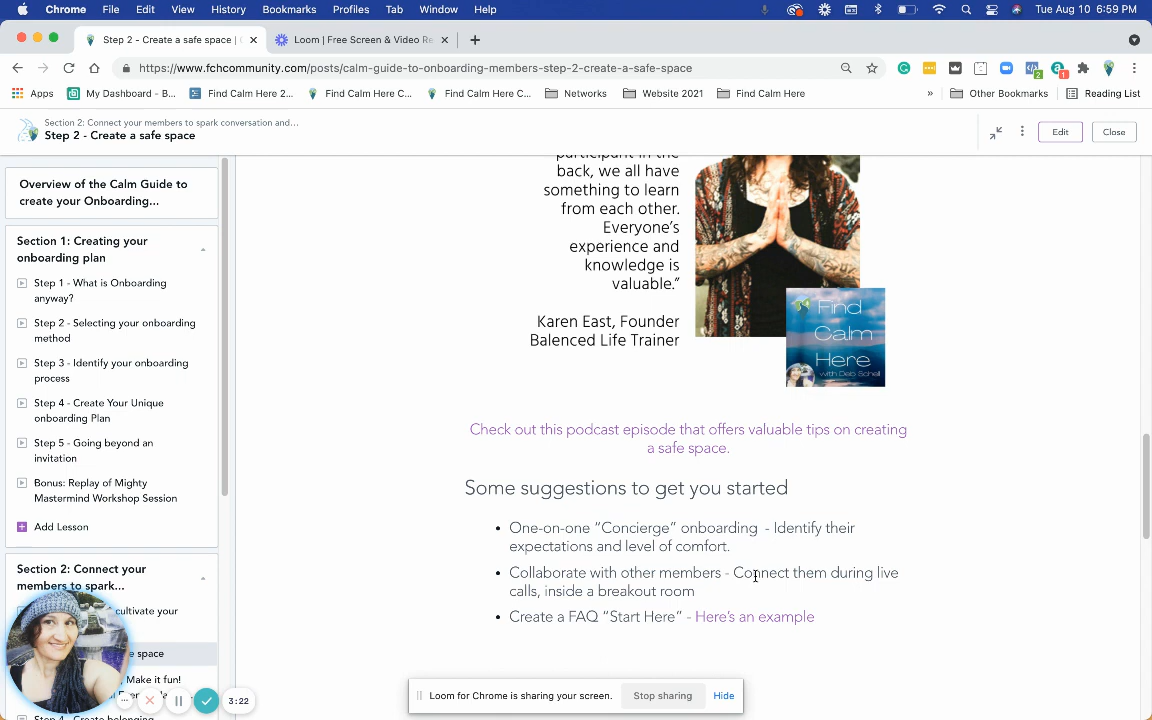 Chrome File Edit View History Bookmarks Profiles Tab Window Help Tue Aug 10 6:59 PM
Step 2 - Create a safe space | Loom | Free Screen & Video Re
https://www.fchcommunity.com/posts/calm-guide-to-onboarding-members-step-2-create-a-safe-space
Apps My Dashboard - B... Find Calm Here 2... Find Calm Here C... Find Calm Here C... Networks Website 2021 Find Calm Here » Other Bookmarks Reading List
Section 2: Connect your members to spark conversation and...
Step 2 - Create a safe space
Edit Close
Overview of the Calm Guide to
create your Onboarding...
Section 1: Creating your
onboarding plan
Step 1 - What is Onboarding
anyway?
Step 2 - Selecting your onboarding
method
Step 3 - Identify your onboarding
process
Step 4 - Create Your Unique
onboarding Plan
Step 5 - Going beyond an
invitation
Bonus: Replay of Mighty
Mastermind Workshop Session
Add Lesson
Section 2: Connect your
members to spark...
cultivate your
e space
Make it fun!
Step 4 - Create belonging
3:22
participant in the
back, we all have
something to learn
from each other.
Everyone's
experience and
knowledge is
valuable."
Karen East, Founder
Balenced Life Trainer
Find
Calm
Here
with Deb Schell
Check out this podcast episode that offers valuable tips on creating
a safe space.
Some suggestions to get you started
• One-on-one "Concierge" onboarding - Identify their
expectations and level of comfort.
• Collaborate with other members - Connect them during live
calls, inside a breakout room
• Create a FAQ "Start Here" - Here's an example
Loom for Chrome is sharing your screen. Stop sharing Hide